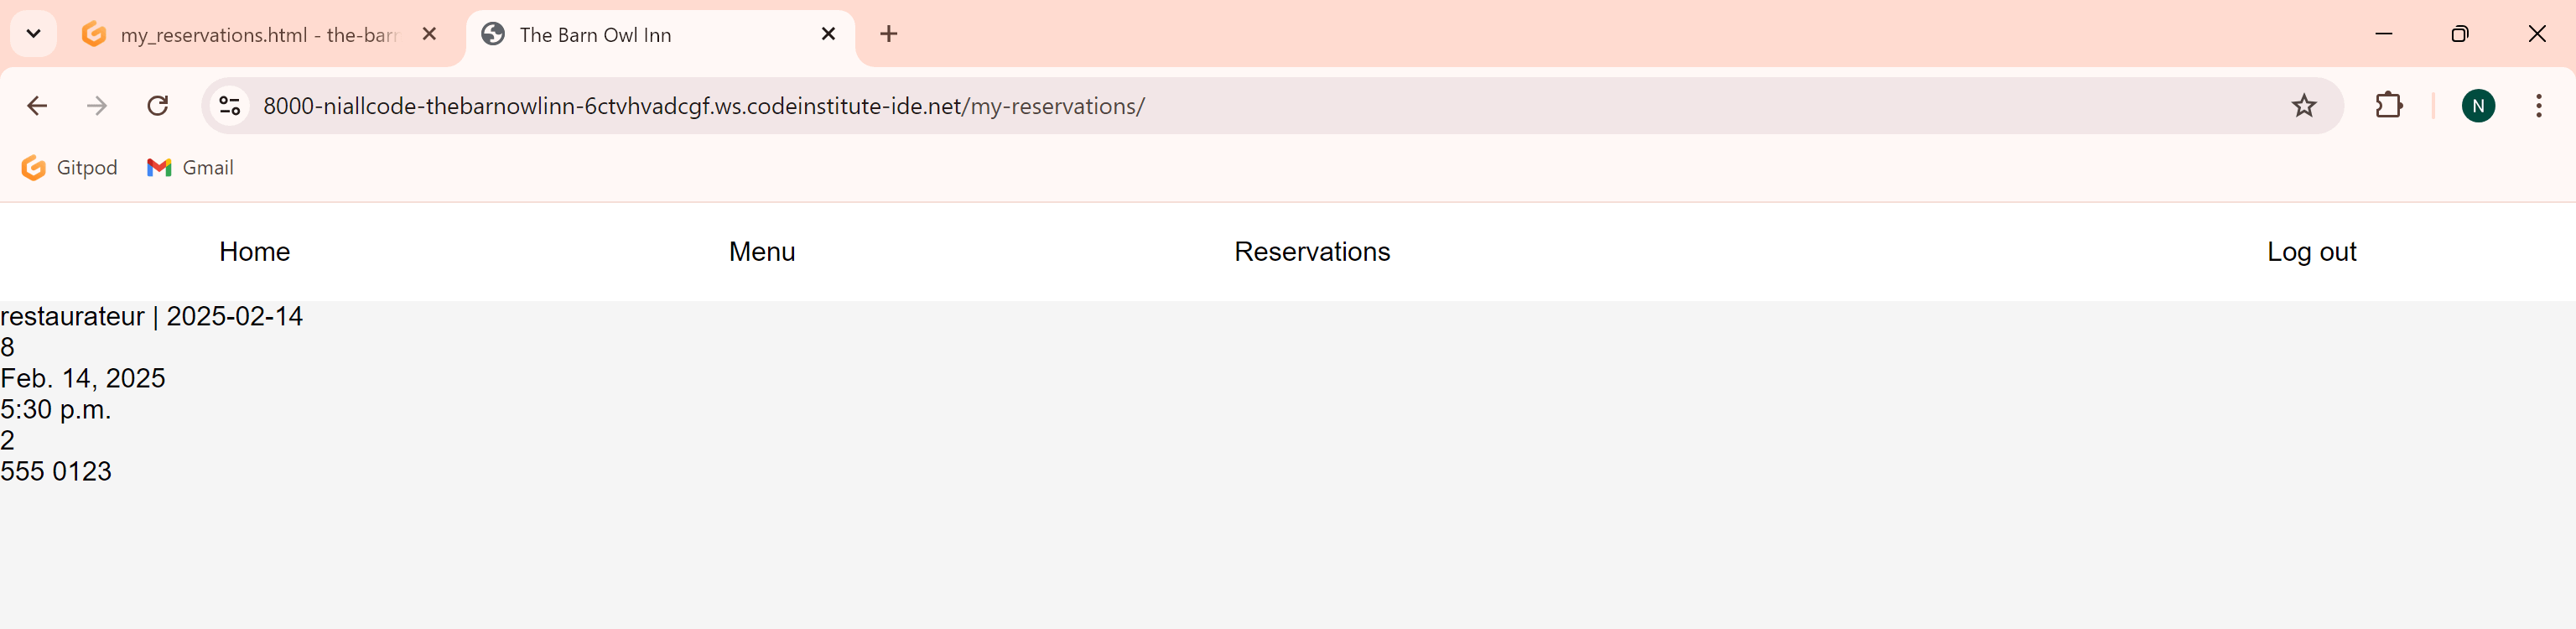 my_reservations.html - the-barn
The Barn Owl Inn
8000-niallcode-thebarnowlinn-6ctvhvadcgf.ws.codeinstitute-ide.net/my-reservations/
N
Gitpod
Gmail
Home
Menu
Reservations
Log out
restaurateur | 2025-02-14
8
Feb. 14, 2025
5:30 p.m.
2
555 0123